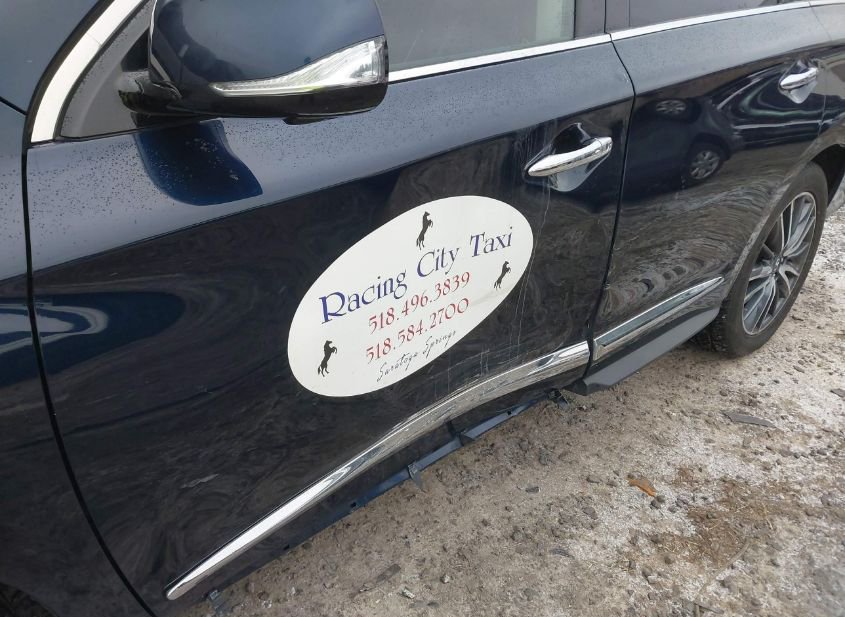 Racing City Taxi
518.496.3839
518.584.2700
Saratoga Springs